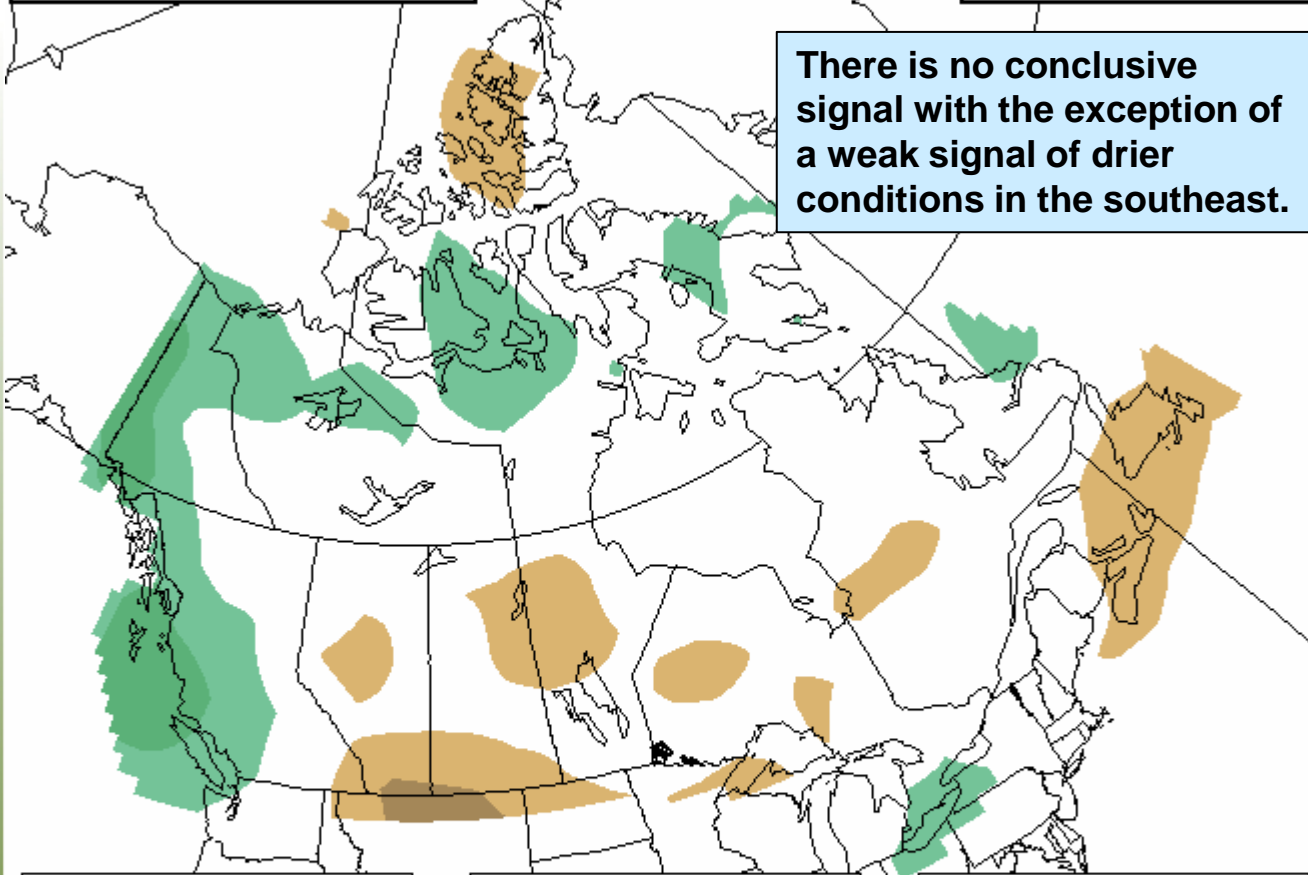 There is no conclusive
signal with the exception of
a weak signal of drier
conditions in the southeast.